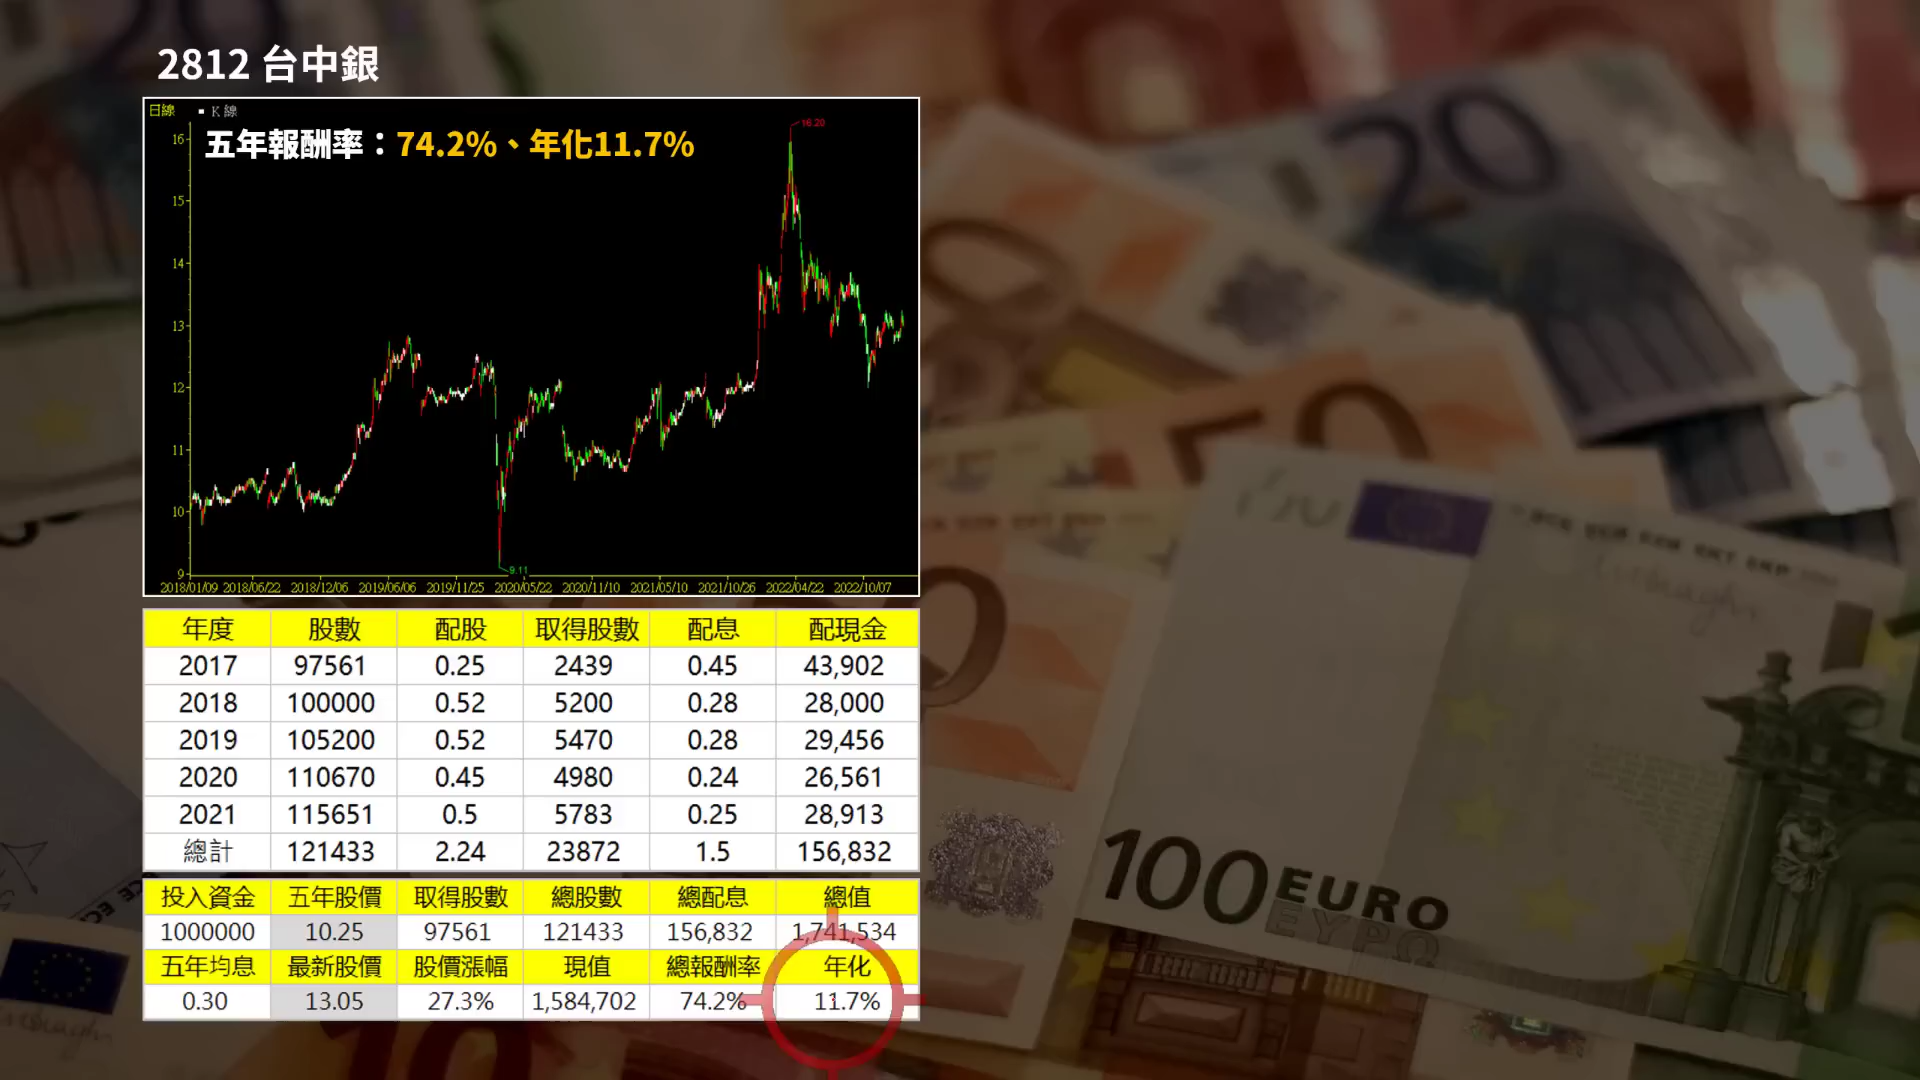 2812 台中銀
日線 ▪ K 線
五年報酬率：74.2%、年化11.7%
16.20
16
15
14
13
12
11
10
9
9.11
2018/01/09 2018/06/22 2018/12/06 2019/06/06 2019/11/25 2020/05/22 2020/11/10 2021/05/10 2021/10/26 2022/04/22 2022/10/07
年度 股數 配股 取得股數 配息 配現金
2017 97561 0.25 2439 0.45 43,902
2018 100000 0.52 5200 0.28 28,000
2019 105200 0.52 5470 0.28 29,456
2020 110670 0.45 4980 0.24 26,561
2021 115651 0.5 5783 0.25 28,913
總計 121433 2.24 23872 1.5 156,832
投入資金 五年股價 取得股數 總股數 總配息 總值
1000000 10.25 97561 121433 156,832 1,741,534
五年均息 最新股價 股價漲幅 現值 總報酬率 年化
0.30 13.05 27.3% 1,584,702 74.2% 11.7%
20
50
100 EURO
ΕΥΡΩ